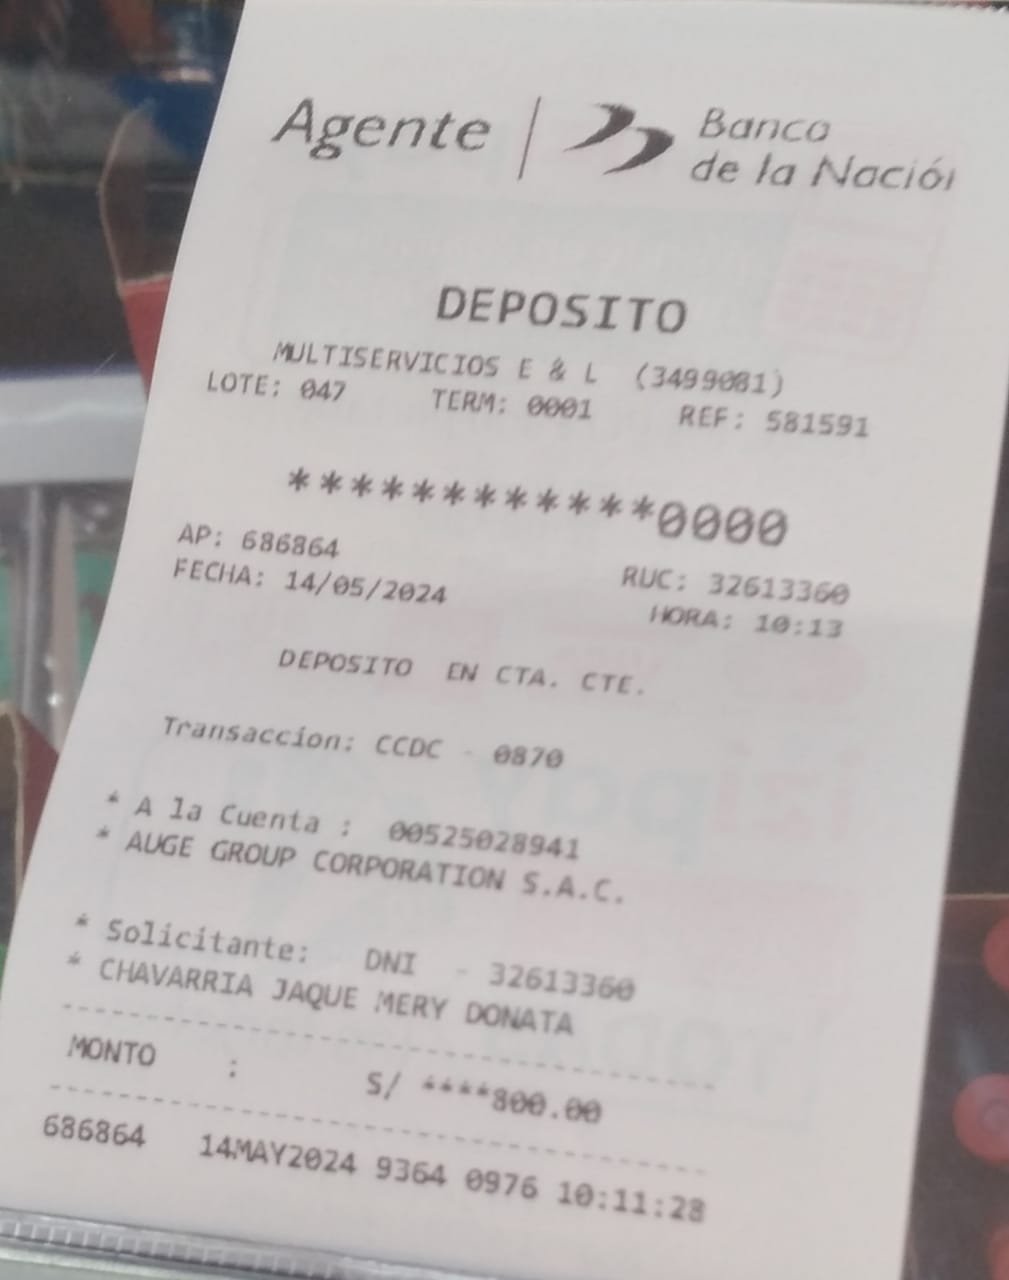 Agente | Banco
de la Nación
DEPOSITO
MULTISERVICIOS E & L (3499081)
LOTE: 047 TERM: 0001 REF: 581591
************0000
AP: 686864 RUC: 32613360
FECHA: 14/05/2024 HORA: 10:13
DEPOSITO EN CTA. CTE.
Transaccion: CCDC - 0870
* A la Cuenta : 00525028941
* AUGE GROUP CORPORATION S.A.C.
* Solicitante: DNI - 32613360
* CHAVARRIA JAQUE MERY DONATA
MONTO : S/ ****800.00
686864 14MAY2024 9364 0976 10:11:28